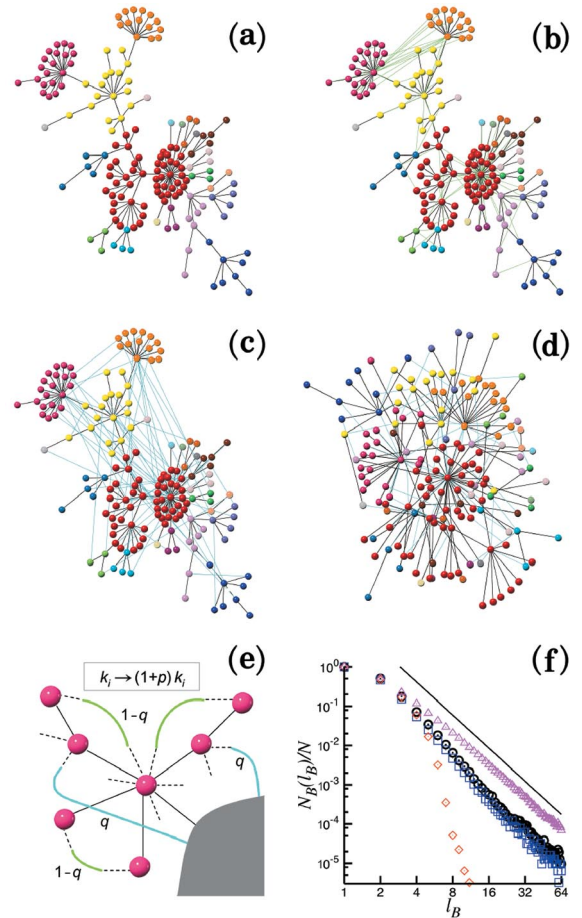 (a)
(b)
(c)
(d)
(e)
k_i → (1+p) k_i
1-q
q
q
1-q
(f)
N_B(l_B)/N
10^0
10^-1
10^-2
10^-3
10^-4
10^-5
1 2 4 8 16 32 64
l_B